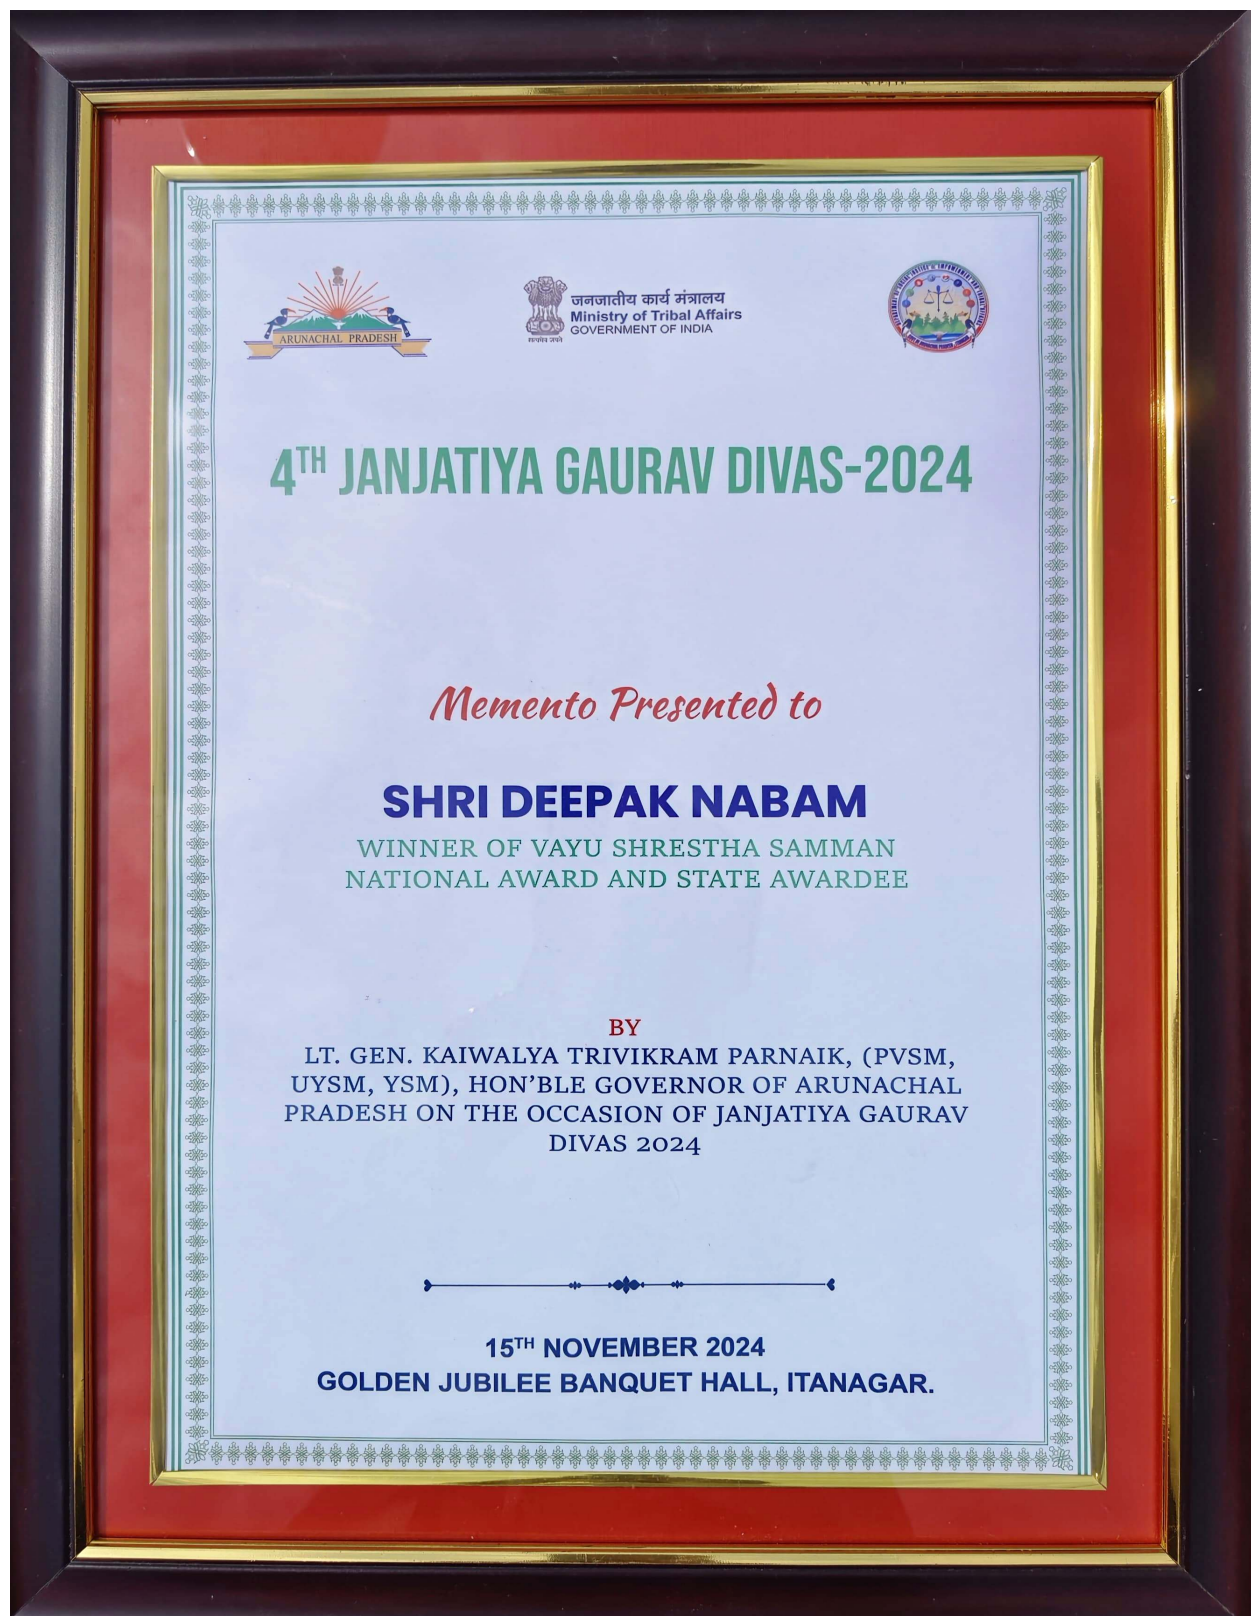 ARUNACHAL PRADESH
जनजातीय कार्य मंत्रालय
Ministry of Tribal Affairs
GOVERNMENT OF INDIA
सत्यमेव जयते
4TH JANJATIYA GAURAV DIVAS-2024
Memento Presented to
SHRI DEEPAK NABAM
WINNER OF VAYU SHRESTHA SAMMAN
NATIONAL AWARD AND STATE AWARDEE
BY
LT. GEN. KAIWALYA TRIVIKRAM PARNAIK, (PVSM,
UYSM, YSM), HON’BLE GOVERNOR OF ARUNACHAL
PRADESH ON THE OCCASION OF JANJATIYA GAURAV
DIVAS 2024
15TH NOVEMBER 2024
GOLDEN JUBILEE BANQUET HALL, ITANAGAR.